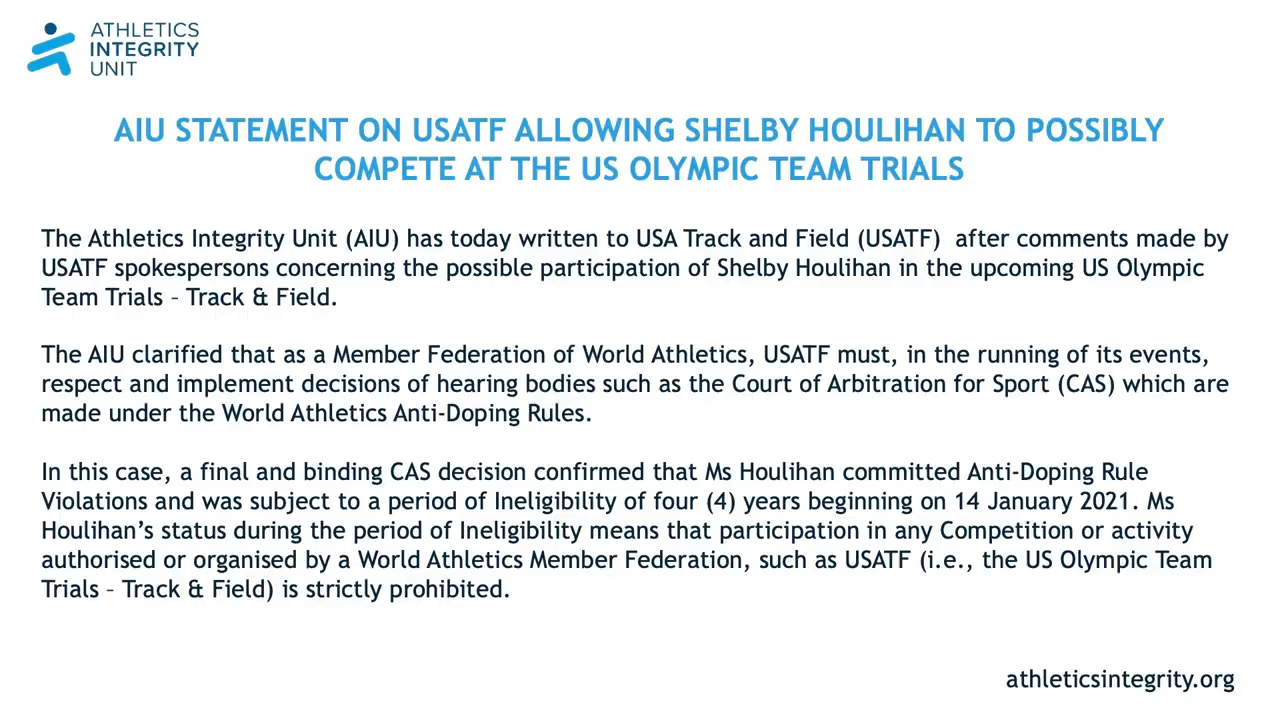 ATHLETICS
INTEGRITY
UNIT
AIU STATEMENT ON USATF ALLOWING SHELBY HOULIHAN TO POSSIBLY
COMPETE AT THE US OLYMPIC TEAM TRIALS
The Athletics Integrity Unit (AIU) has today written to USA Track and Field (USATF)  after comments made by
USATF spokespersons concerning the possible participation of Shelby Houlihan in the upcoming US Olympic
Team Trials – Track & Field.
The AIU clarified that as a Member Federation of World Athletics, USATF must, in the running of its events,
respect and implement decisions of hearing bodies such as the Court of Arbitration for Sport (CAS) which are
made under the World Athletics Anti-Doping Rules.
In this case, a final and binding CAS decision confirmed that Ms Houlihan committed Anti-Doping Rule
Violations and was subject to a period of Ineligibility of four (4) years beginning on 14 January 2021. Ms
Houlihan’s status during the period of Ineligibility means that participation in any Competition or activity
authorised or organised by a World Athletics Member Federation, such as USATF (i.e., the US Olympic Team
Trials – Track & Field) is strictly prohibited.
athleticsintegrity.org